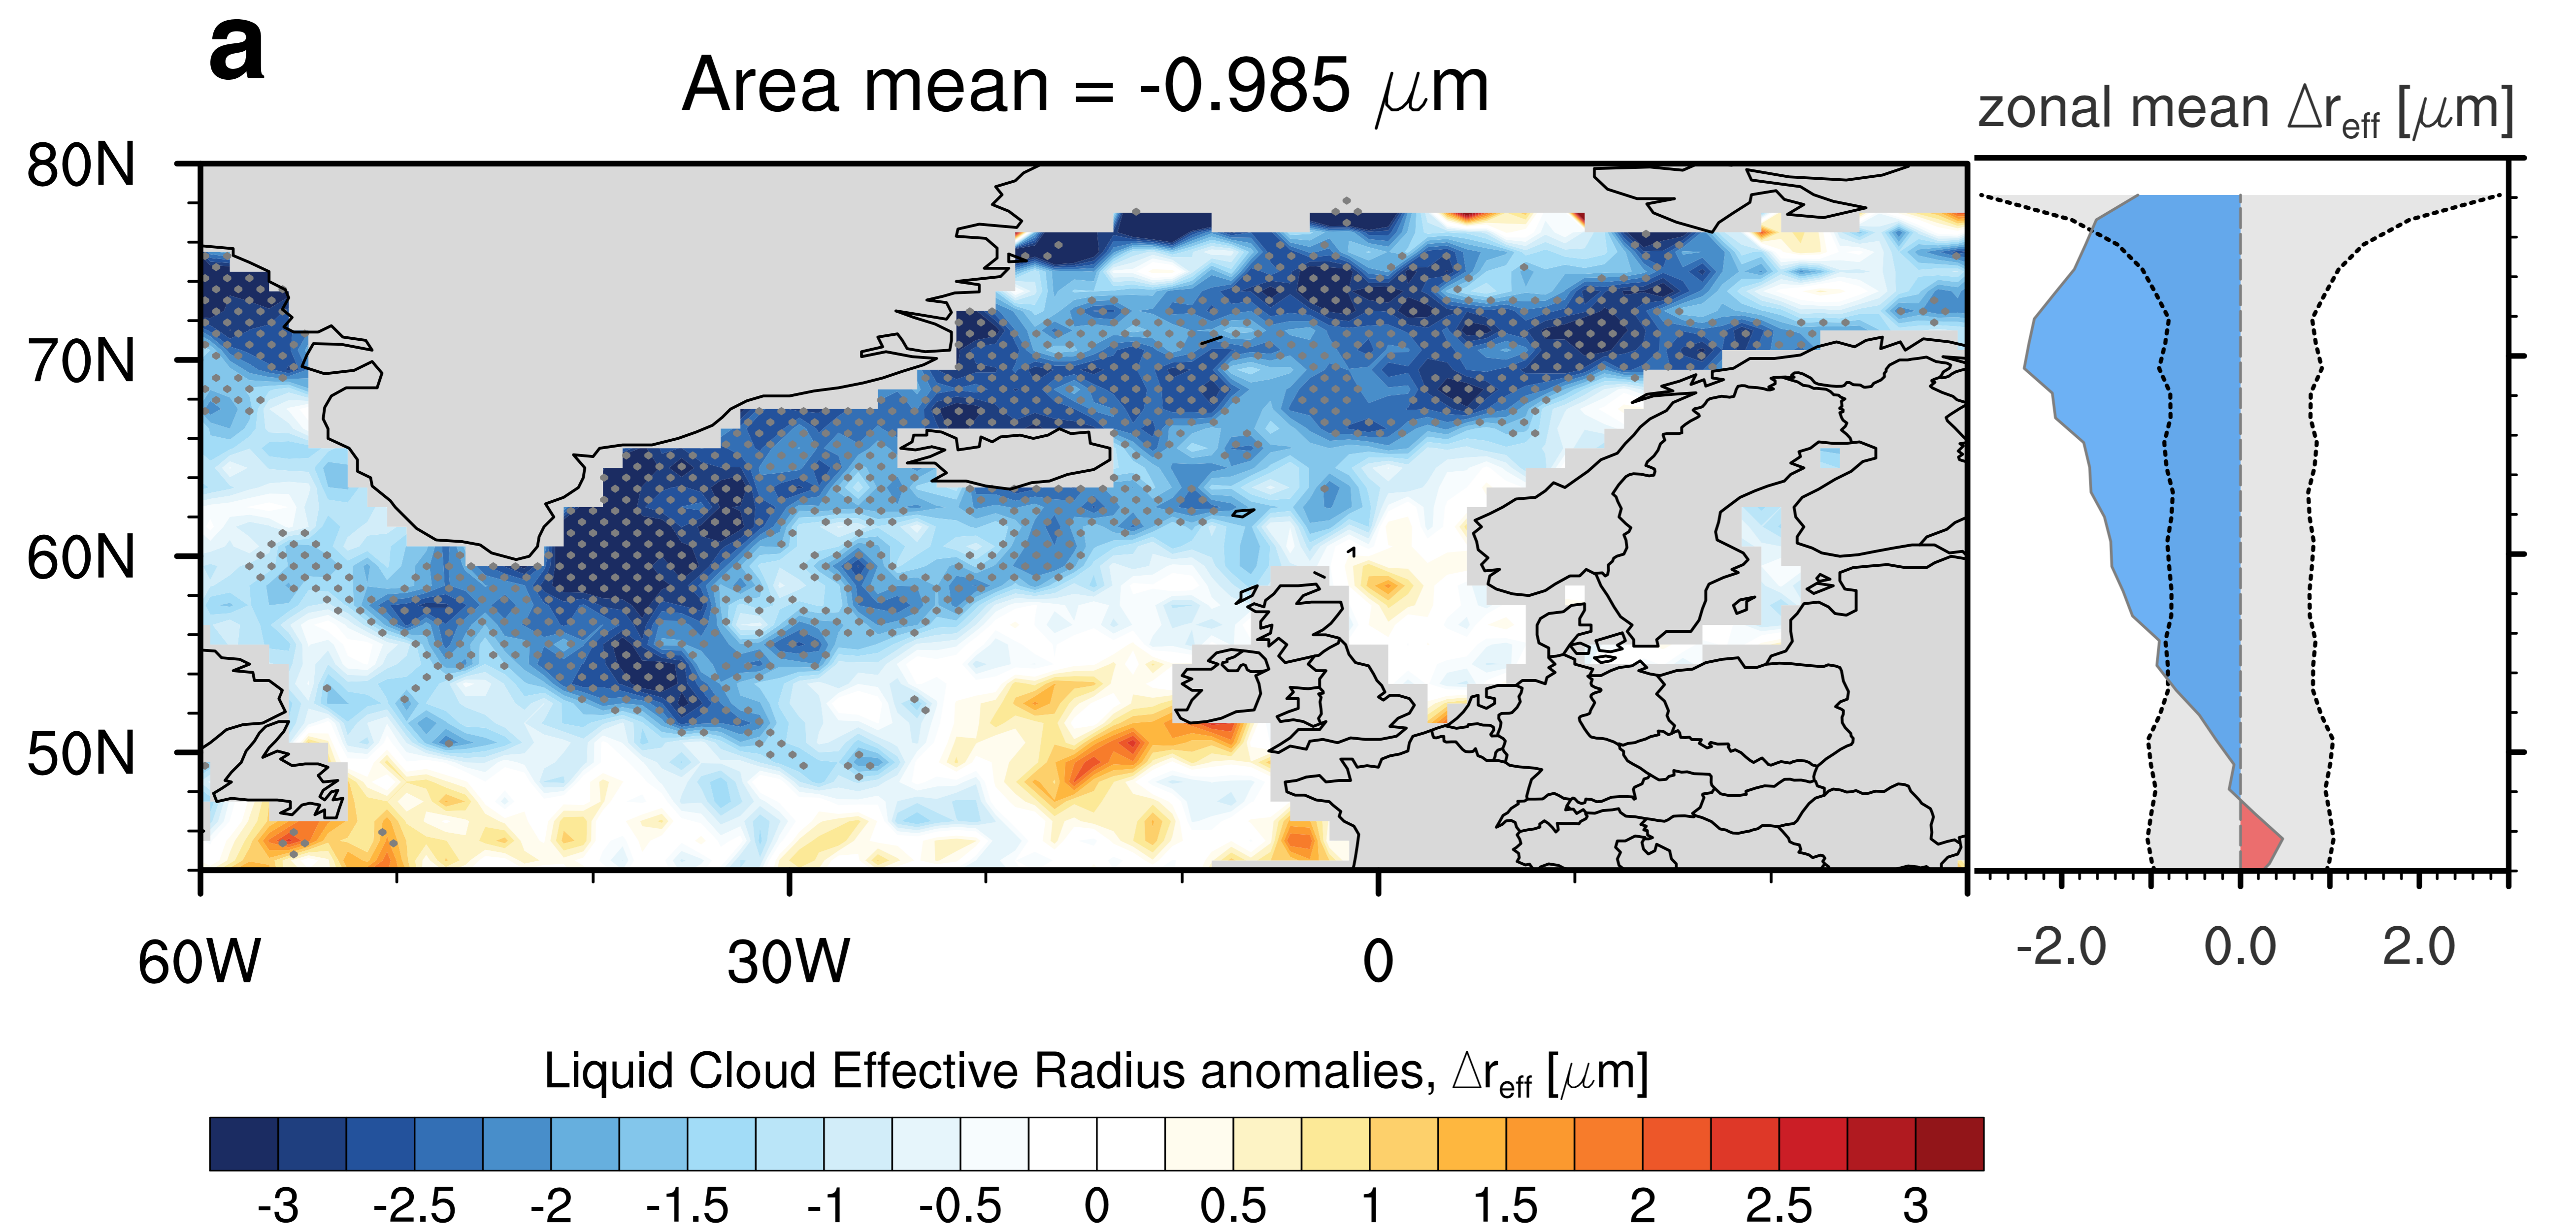 a
Area mean = -0.985 μm
zonal mean Δr_eff [μm]
80N
70N
60N
50N
60W 30W 0
-2.0 0.0 2.0
Liquid Cloud Effective Radius anomalies, Δr_eff [μm]
-3 -2.5 -2 -1.5 -1 -0.5 0 0.5 1 1.5 2 2.5 3